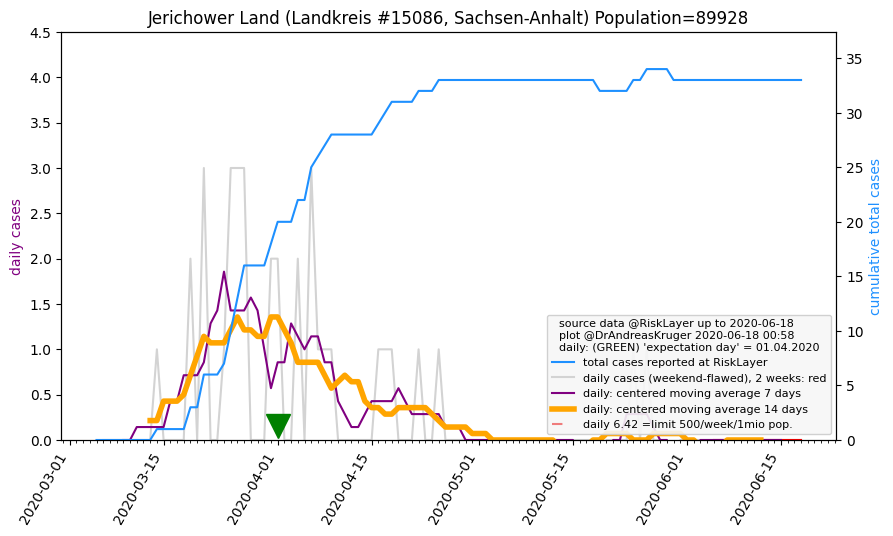 Jerichower Land (Landkreis #15086, Sachsen-Anhalt) Population=89928
4.5
4.0
3.5
3.0
2.5
2.0
1.5
1.0
0.5
0.0
daily cases
35
30
25
20
15
10
5
0
cumulative total cases
source data @RiskLayer up to 2020-06-18
plot @DrAndreasKruger 2020-06-18 00:58
daily: (GREEN) 'expectation day' = 01.04.2020
total cases reported at RiskLayer
daily cases (weekend-flawed), 2 weeks: red
daily: centered moving average 7 days
daily: centered moving average 14 days
daily 6.42 =limit 500/week/1mio pop.
2020-03-01
2020-03-15
2020-04-01
2020-04-15
2020-05-01
2020-05-15
2020-06-01
2020-06-15